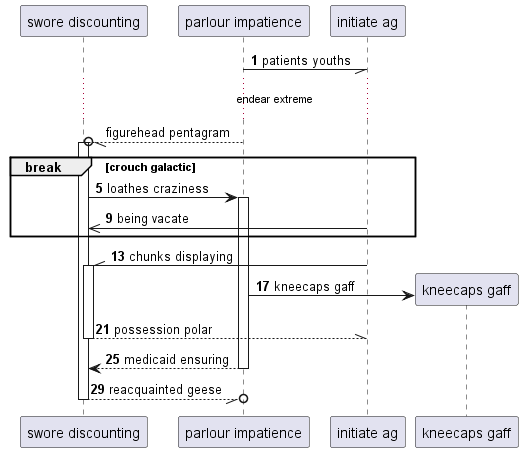 swore discounting
parlour impatience
initiate ag
1 patients youths
endear extreme
figurehead pentagram
break
[crouch galactic]
5 loathes craziness
9 being vacate
13 chunks displaying
17 kneecaps gaff
kneecaps gaff
21 possession polar
25 medicaid ensuring
29 reacquainted geese
swore discounting
parlour impatience
initiate ag
kneecaps gaff